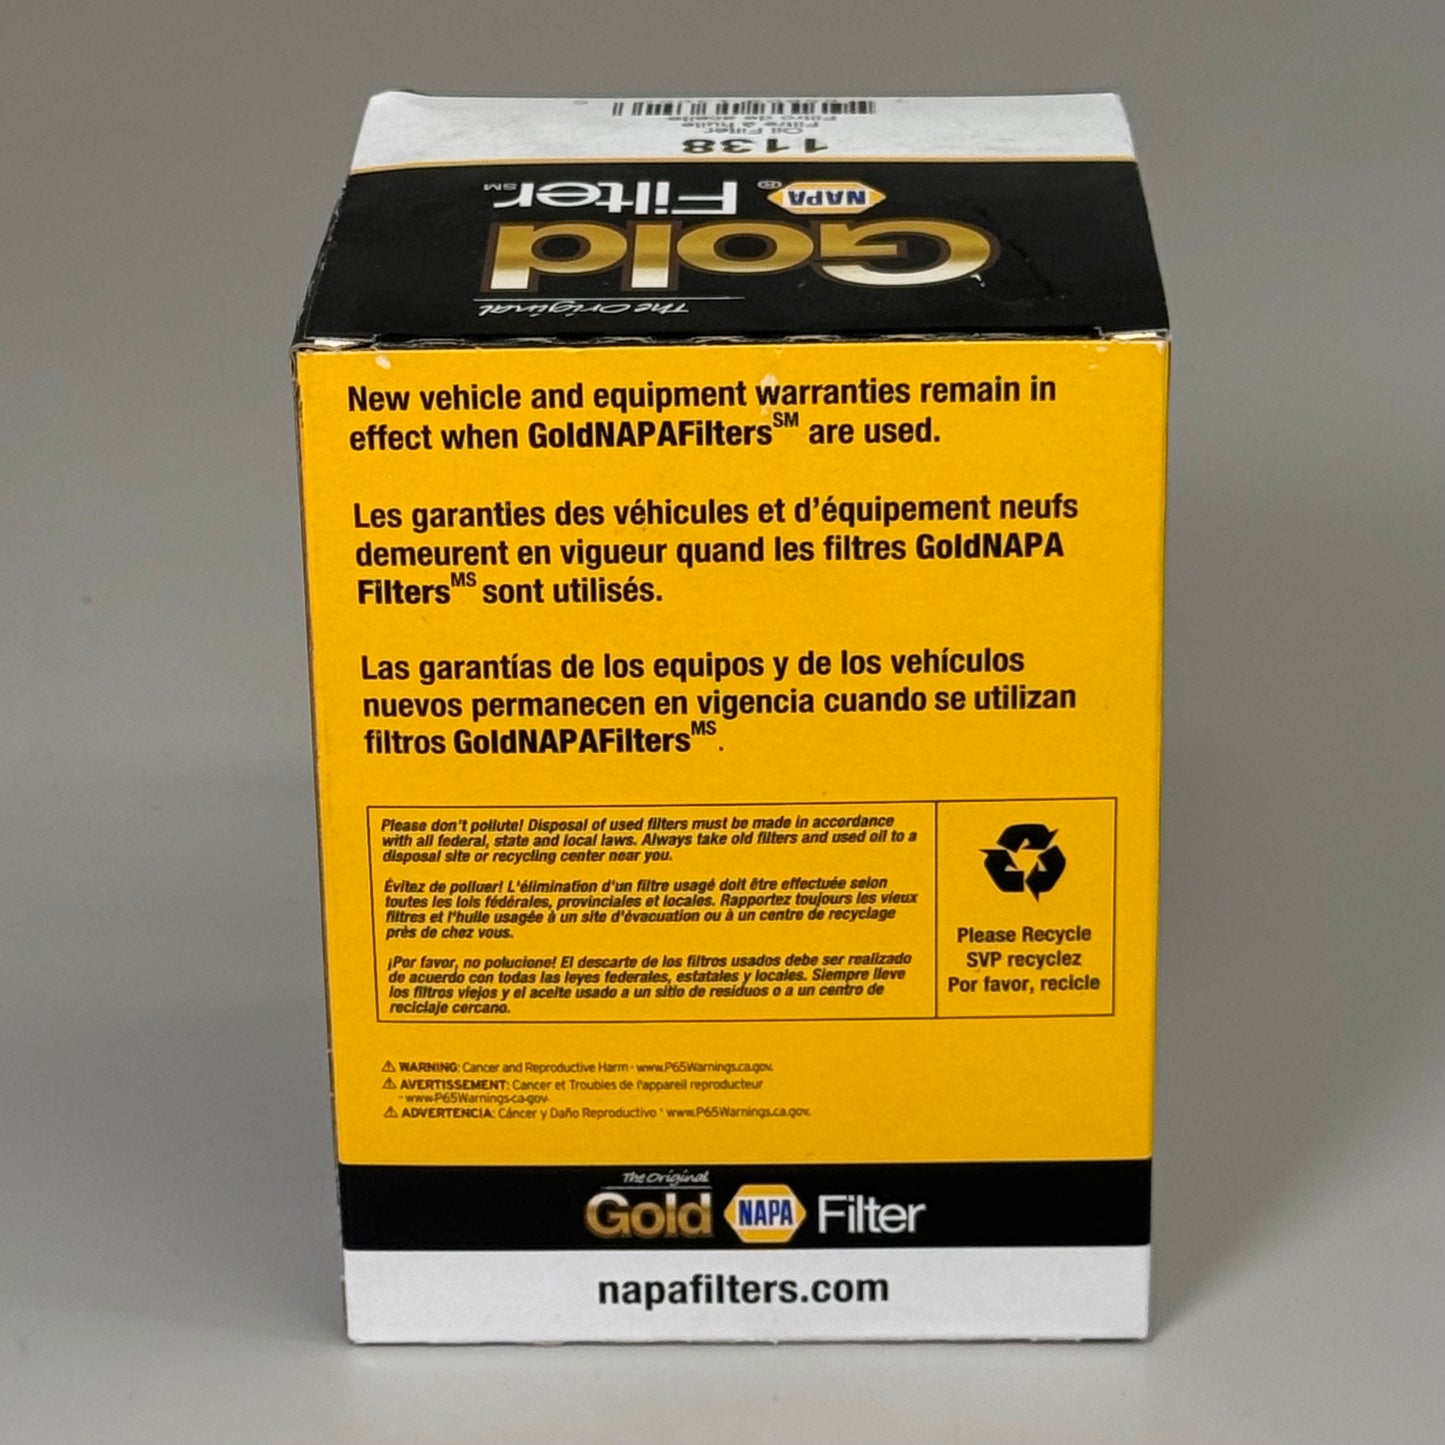 Filtro de aceite
Filtre à huile
Oil Filter
1138
NAPA® FilterSM
Gold
The Original
New vehicle and equipment warranties remain in
effect when GoldNAPAFiltersSM are used.
Les garanties des véhicules et d'équipement neufs
demeurent en vigueur quand les filtres GoldNAPA
FiltersMS sont utilisés.
Las garantías de los equipos y de los vehículos
nuevos permanecen en vigencia cuando se utilizan
filtros GoldNAPAFiltersMS.
Please don't pollute! Disposal of used filters must be made in accordance
with all federal, state and local laws. Always take old filters and used oil to a
disposal site or recycling center near you.
Évitez de polluer! L'élimination d'un filtre usagé doit être effectuée selon
toutes les lois fédérales, provinciales et locales. Rapportez toujours les vieux
filtres et l'huile usagée à un site d'évacuation ou à un centre de recyclage
près de chez vous.
¡Por favor, no polucione! El descarte de los filtros usados debe ser realizado
de acuerdo con todas las leyes federales, estatales y locales. Siempre lleve
los filtros viejos y el aceite usado a un sitio de residuos o a un centro de
reciclaje cercano.
Please Recycle
SVP recyclez
Por favor, recicle
⚠ WARNING: Cancer and Reproductive Harm - www.P65Warnings.ca.gov.
⚠ AVERTISSEMENT: Cancer et Troubles de l'appareil reproducteur
- www.P65Warnings-ca-gov.
⚠ ADVERTENCIA: Cáncer y Daño Reproductivo - www.P65Warnings.ca.gov.
The Original
Gold NAPA Filter
napafilters.com